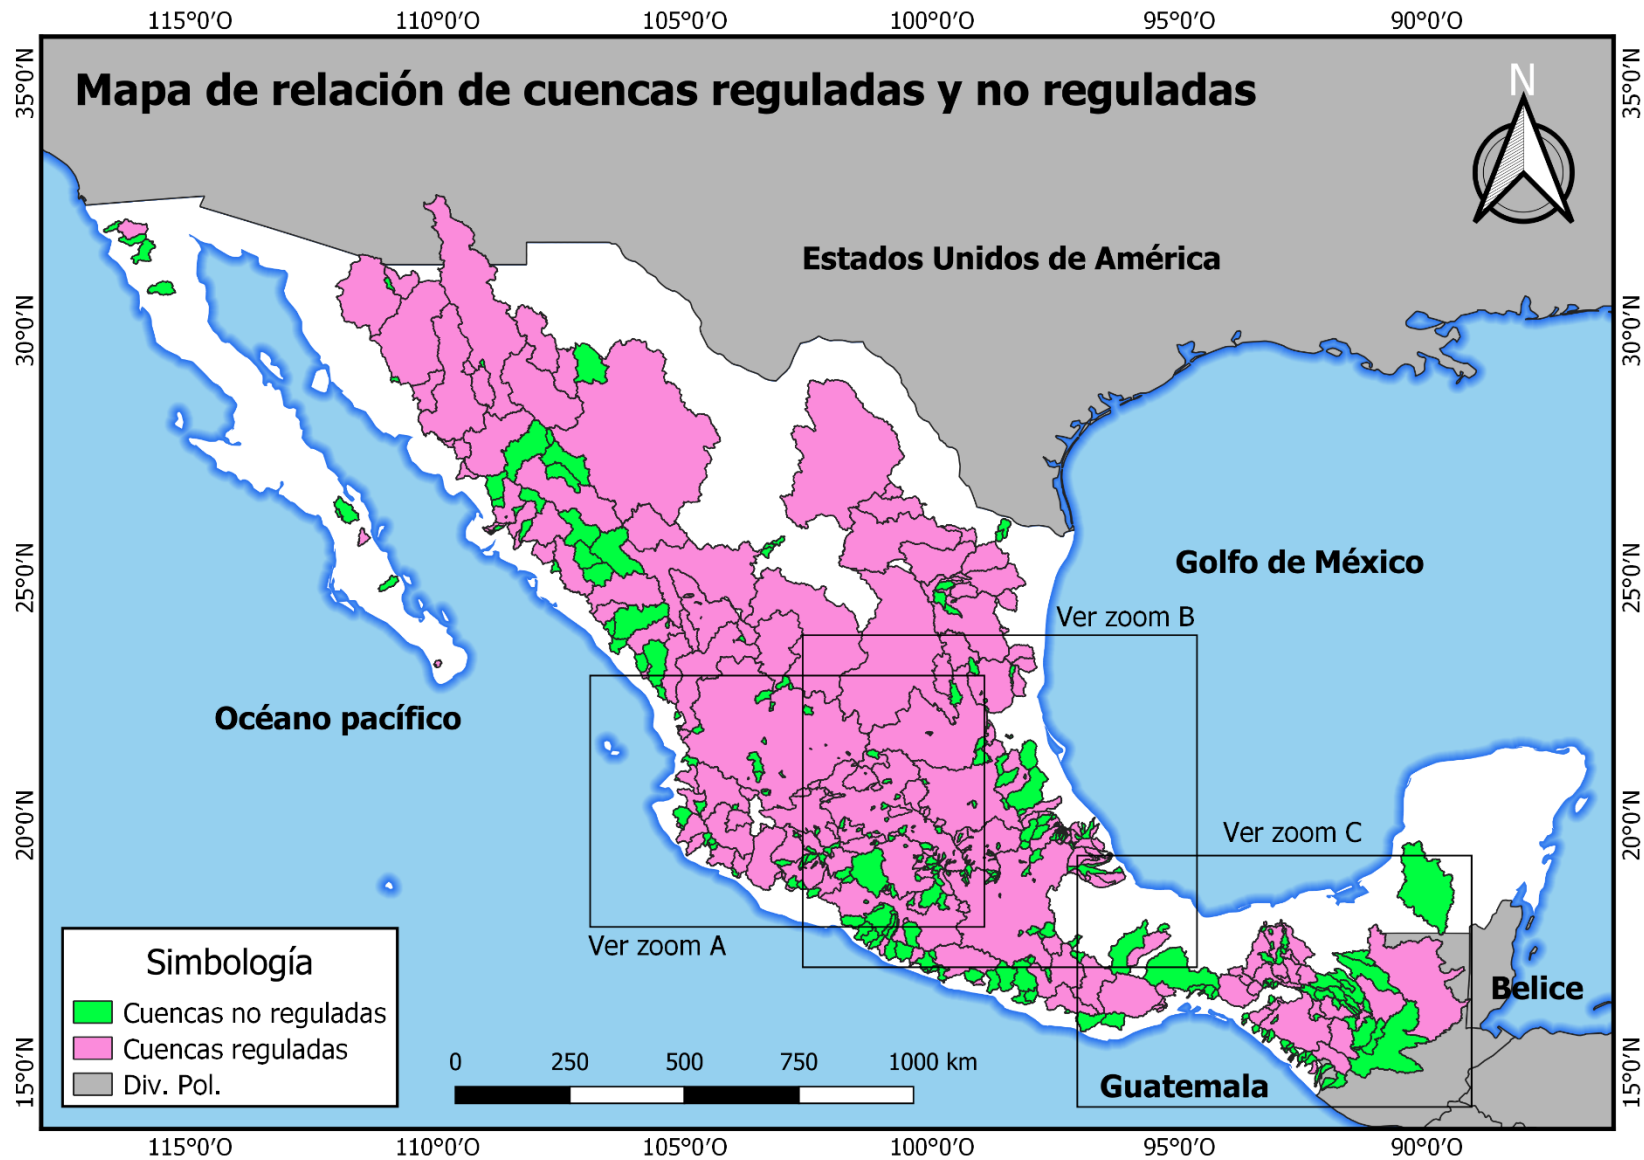 115°0'O 110°0'O 105°0'O 100°0'O 95°0'O 90°0'O
35°0'N
35°0'N
Mapa de relación de cuencas reguladas y no reguladas
N
Estados Unidos de América
30°0'N
30°0'N
Golfo de México
25°0'N
25°0'N
Ver zoom B
Océano pacífico
20°0'N
20°0'N
Ver zoom C
Ver zoom A
Simbología
Cuencas no reguladas
Cuencas reguladas
Div. Pol.
0 250 500 750 1000 km
Belice
Guatemala
15°0'N
15°0'N
115°0'O 110°0'O 105°0'O 100°0'O 95°0'O 90°0'O